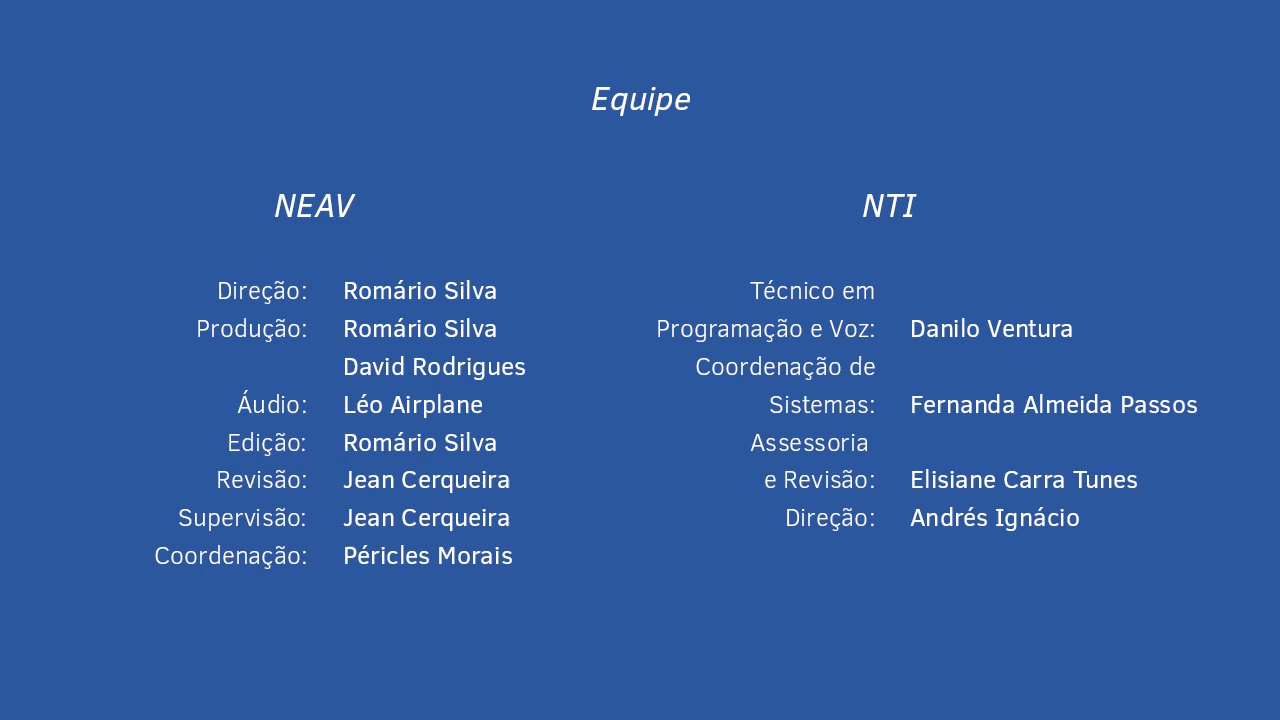 Equipe
NEAV
Direção: Romário Silva
Produção: Romário Silva
David Rodrigues
Áudio: Léo Airplane
Edição: Romário Silva
Revisão: Jean Cerqueira
Supervisão: Jean Cerqueira
Coordenação: Péricles Morais
NTI
Técnico em
Programação e Voz: Danilo Ventura
Coordenação de
Sistemas: Fernanda Almeida Passos
Assessoria
e Revisão: Elisiane Carra Tunes
Direção: Andrés Ignácio